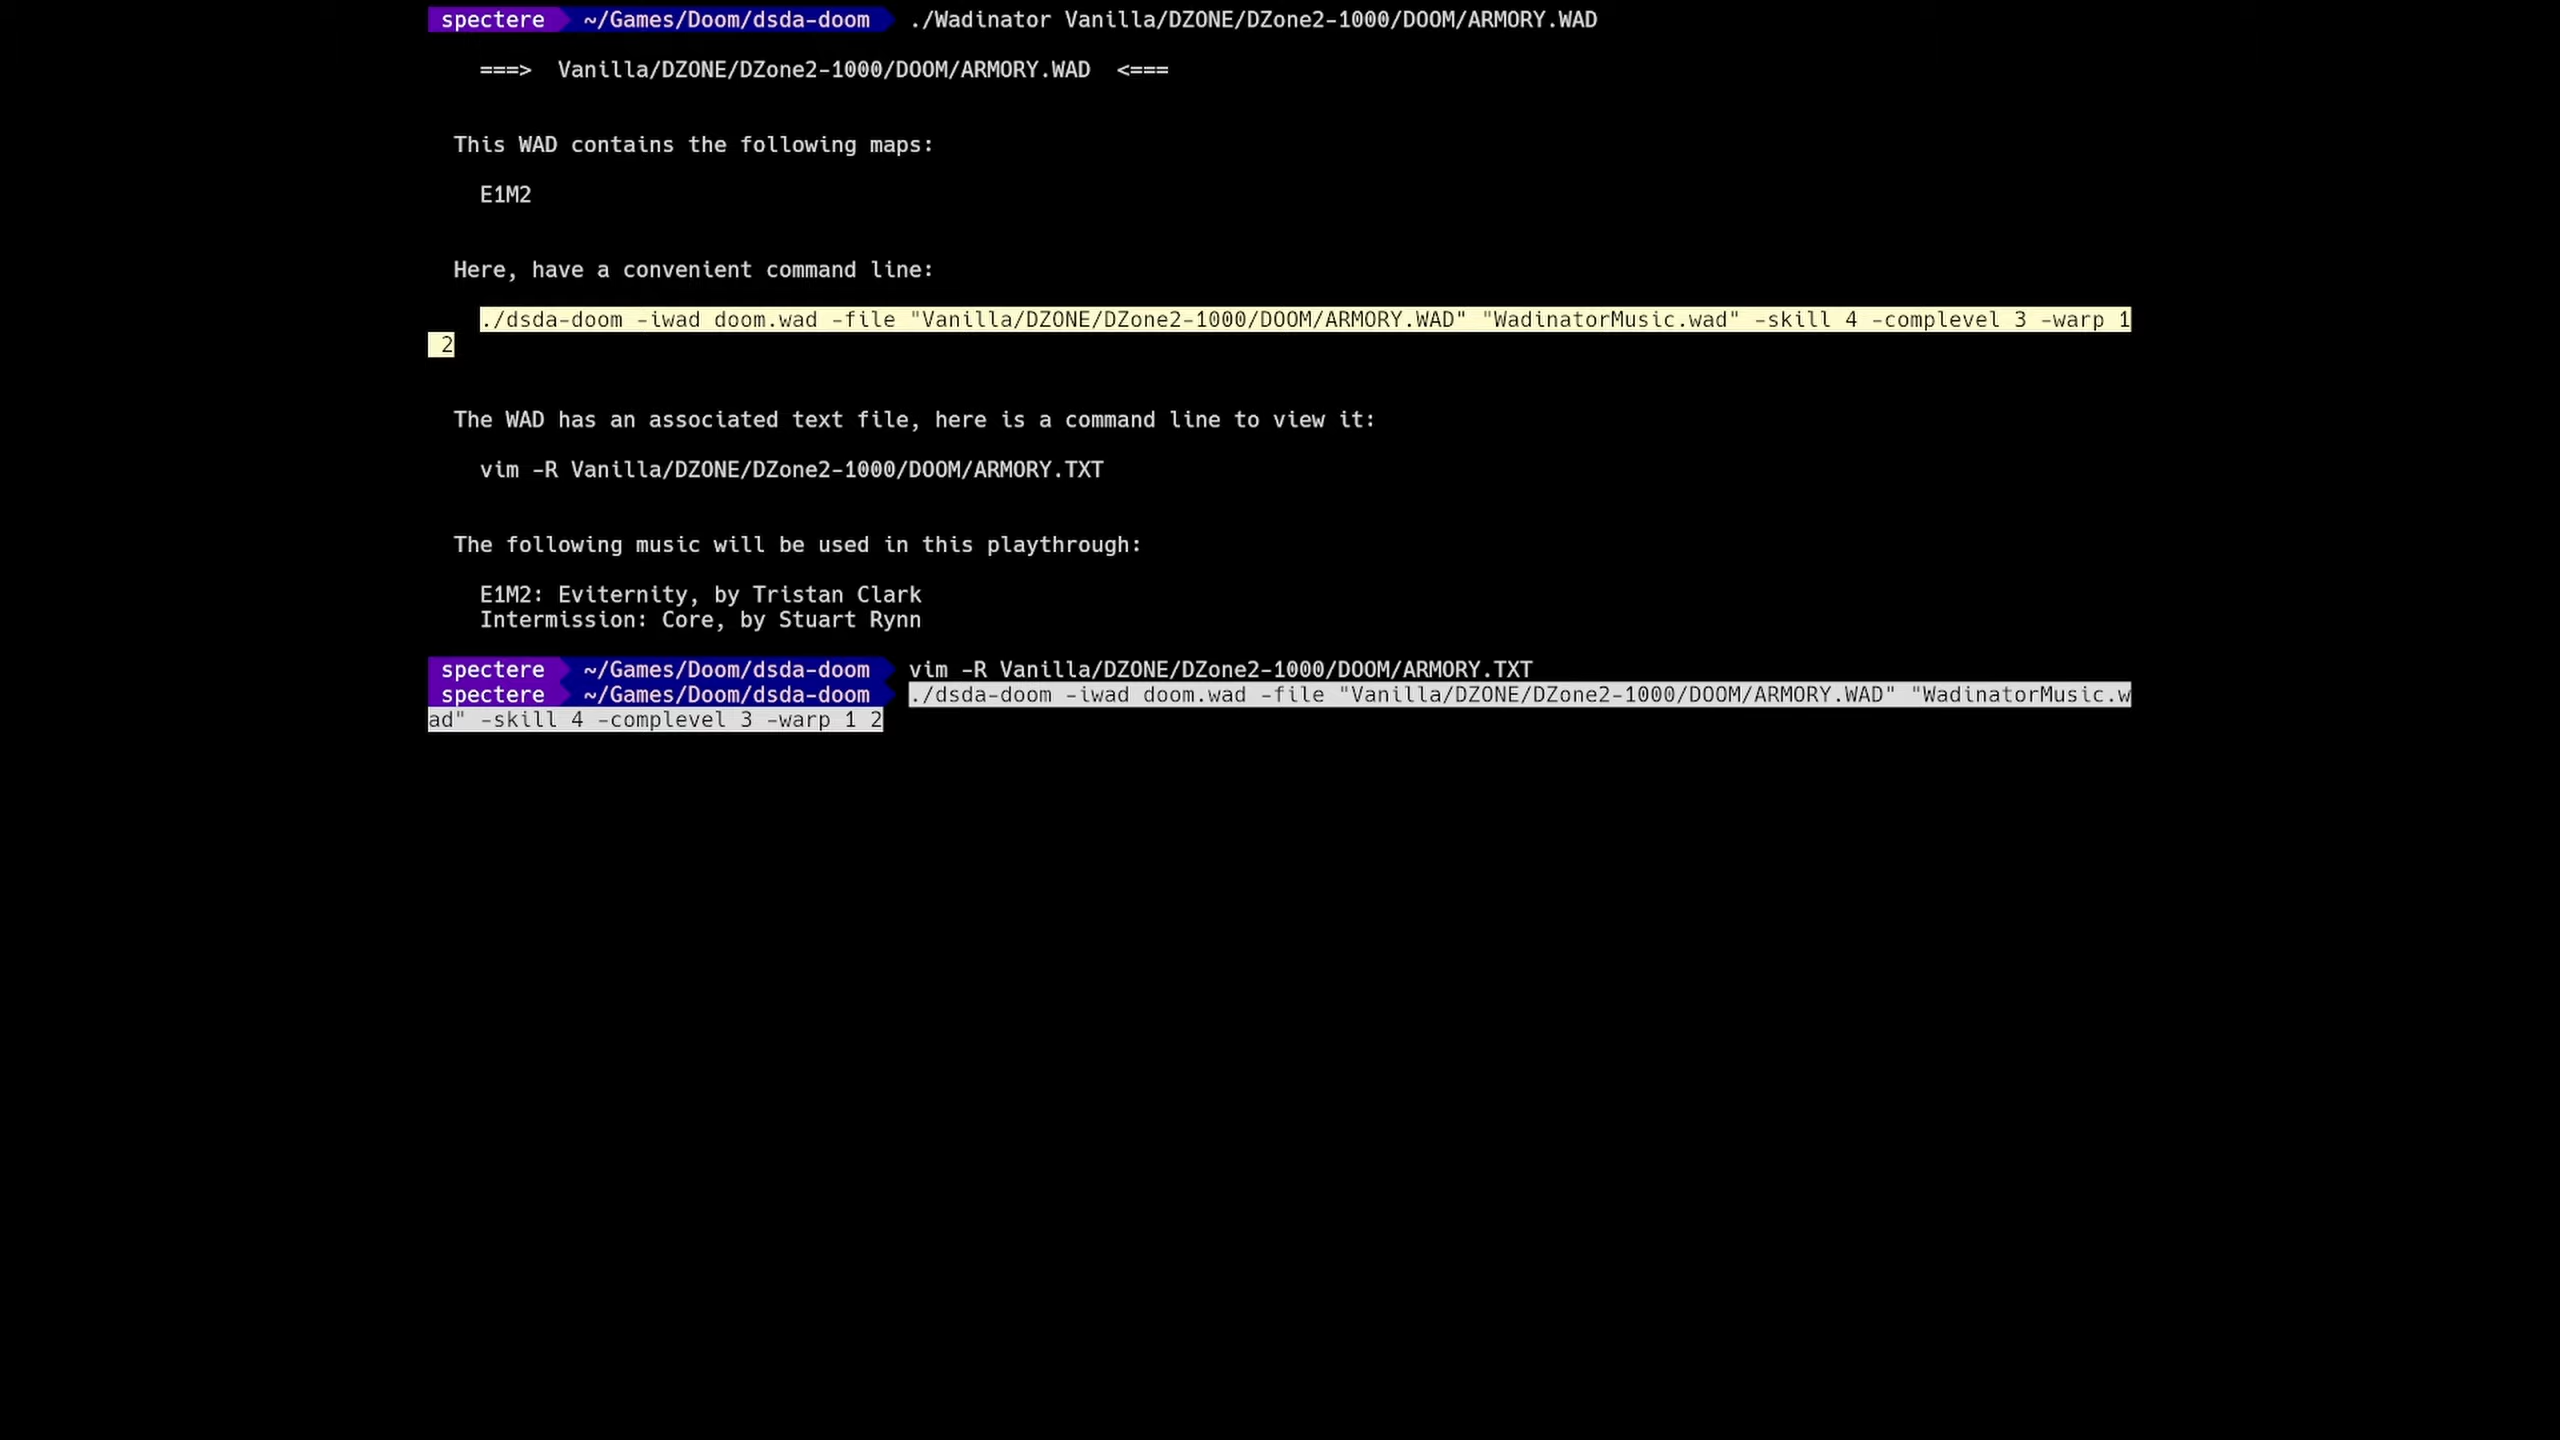 spectere ~/Games/Doom/dsda-doom ./Wadinator Vanilla/DZONE/DZone2-1000/DOOM/ARMORY.WAD
===> Vanilla/DZONE/DZone2-1000/DOOM/ARMORY.WAD <===
This WAD contains the following maps:
E1M2
Here, have a convenient command line:
./dsda-doom -iwad doom.wad -file "Vanilla/DZONE/DZone2-1000/DOOM/ARMORY.WAD" "WadinatorMusic.wad" -skill 4 -complevel 3 -warp 1
2
The WAD has an associated text file, here is a command line to view it:
vim -R Vanilla/DZONE/DZone2-1000/DOOM/ARMORY.TXT
The following music will be used in this playthrough:
E1M2: Eviternity, by Tristan Clark
Intermission: Core, by Stuart Rynn
spectere ~/Games/Doom/dsda-doom vim -R Vanilla/DZONE/DZone2-1000/DOOM/ARMORY.TXT
spectere ~/Games/Doom/dsda-doom ./dsda-doom -iwad doom.wad -file "Vanilla/DZONE/DZone2-1000/DOOM/ARMORY.WAD" "WadinatorMusic.w
ad" -skill 4 -complevel 3 -warp 1 2